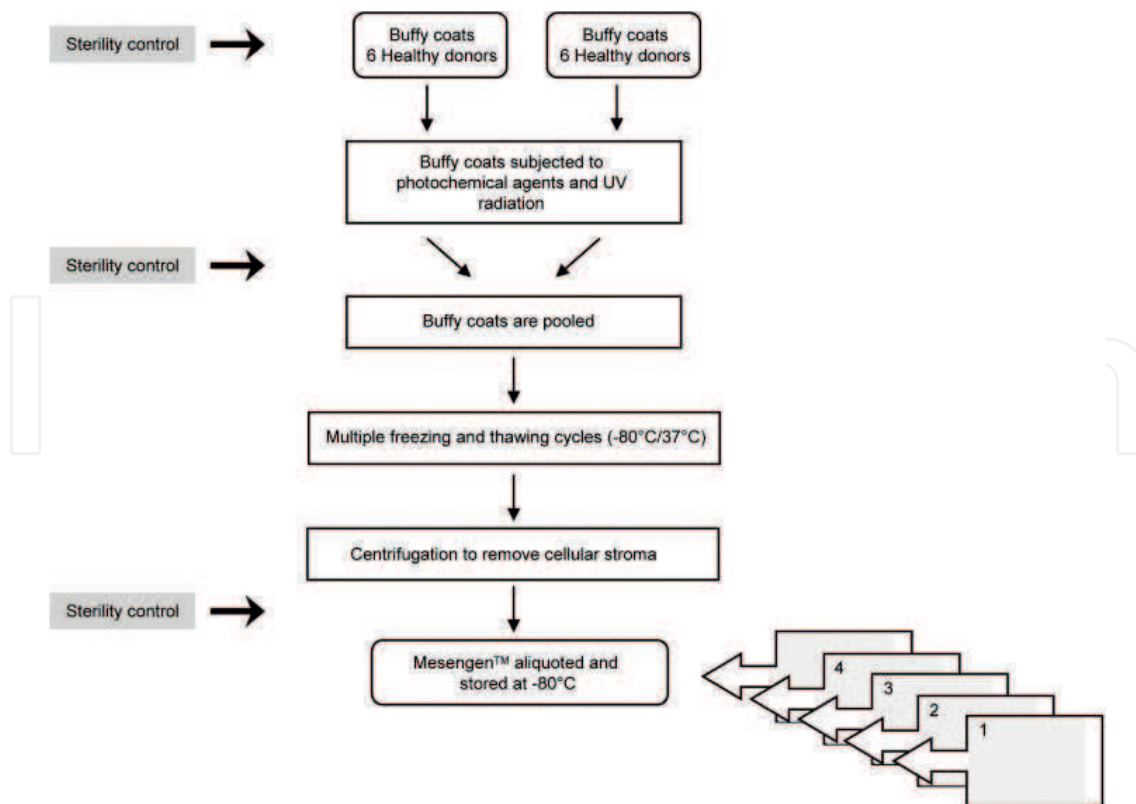 Sterility control
Buffy coats
6 Healthy donors
Buffy coats
6 Healthy donors
Buffy coats subjected to
photochemical agents and UV
radiation
Sterility control
Buffy coats are pooled
Multiple freezing and thawing cycles (-80°C/37°C)
Centrifugation to remove cellular stroma
Sterility control
Mesengen™ aliquoted and
stored at -80°C
4
3
2
1